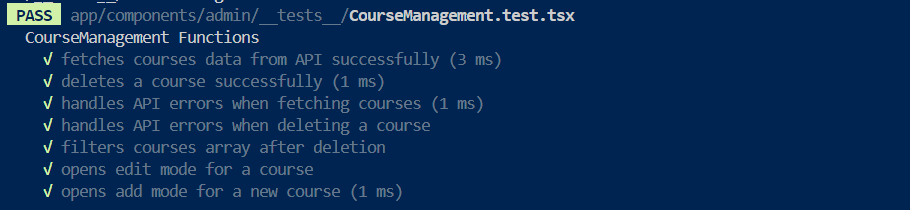 PASS app/components/admin/__tests__/CourseManagement.test.tsx
CourseManagement Functions
√ fetches courses data from API successfully (3 ms)
√ deletes a course successfully (1 ms)
√ handles API errors when fetching courses (1 ms)
√ handles API errors when deleting a course
√ filters courses array after deletion
√ opens edit mode for a course
√ opens add mode for a new course (1 ms)